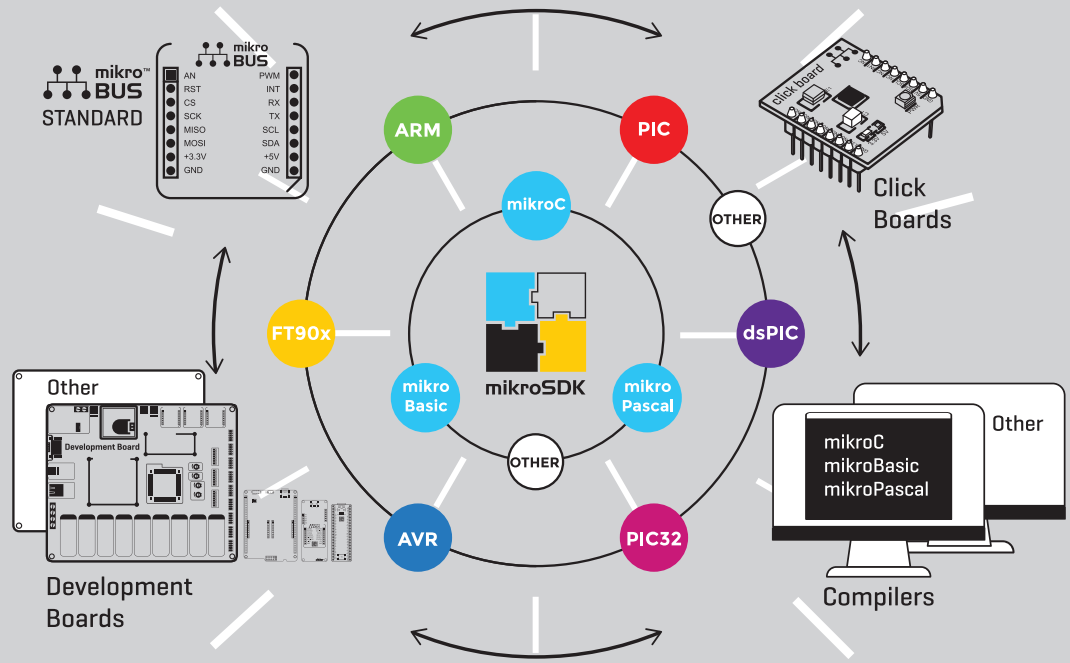 mikro™
BUS
STANDARD
mikro
BUS
AN
RST
CS
SCK
MISO
MOSI
+3.3V
GND
PWM
INT
RX
TX
SCL
SDA
+5V
GND
click board
Click
Boards
ARM
PIC
OTHER
dsPIC
PIC32
AVR
FT90x
mikroC
mikro
Basic
mikro
Pascal
OTHER
mikroSDK
Other
Development Board
Development
Boards
mikroC
mikroBasic
mikroPascal
Other
Compilers